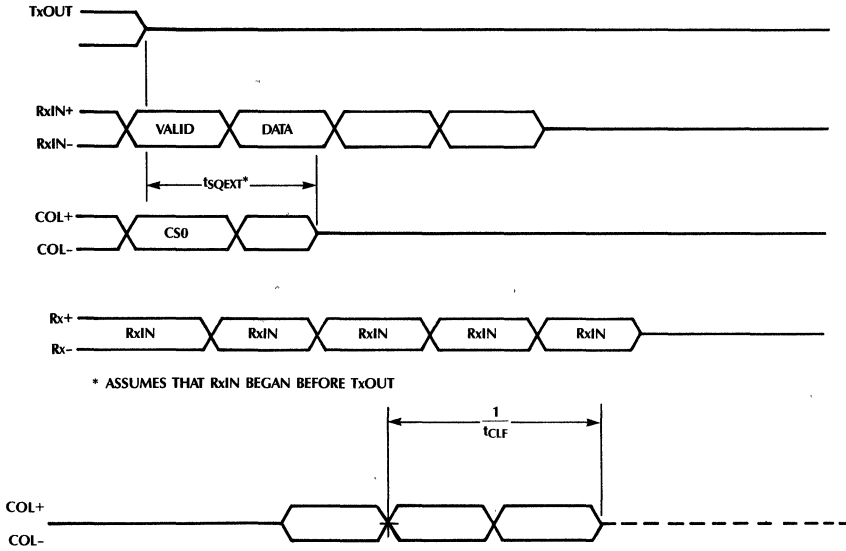 TxOUT
RxIN+
RxIN–
VALID DATA
tSQEXT*
COL+
COL–
CS0
Rx+
Rx–
RxIN RxIN RxIN RxIN RxIN
* ASSUMES THAT RxIN BEGAN BEFORE TxOUT
1
tCLF
COL+
COL–